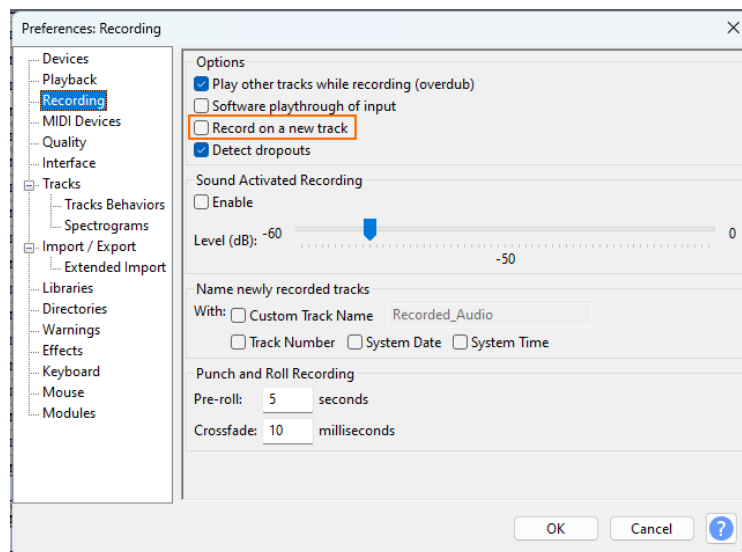 Preferences: Recording
Devices
Playback
Recording
MIDI Devices
Quality
Interface
Tracks
Tracks Behaviors
Spectrograms
Import / Export
Extended Import
Libraries
Directories
Warnings
Effects
Keyboard
Mouse
Modules
Options
Play other tracks while recording (overdub)
Software playthrough of input
Record on a new track
Detect dropouts
Sound Activated Recording
Enable
Level (dB): -60 0
-50
Name newly recorded tracks
With: Custom Track Name Recorded_Audio
Track Number System Date System Time
Punch and Roll Recording
Pre-roll: 5 seconds
Crossfade: 10 milliseconds
OK Cancel ?